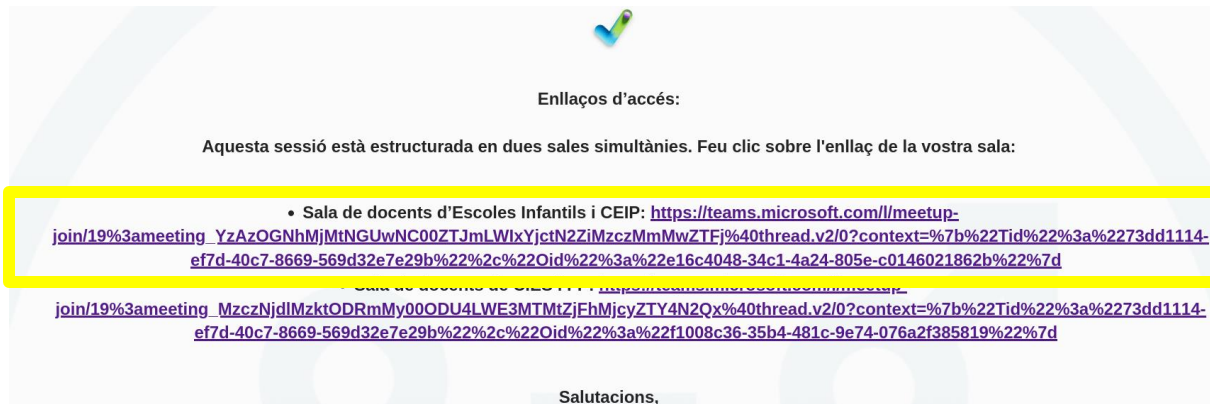 Enllaços d’accés:
Aquesta sessió està estructurada en dues sales simultànies. Feu clic sobre l'enllaç de la vostra sala:
• Sala de docents d’Escoles Infantils i CEIP: https://teams.microsoft.com/l/meetup-
join/19%3ameeting_YzAzOGNhMjMtNGUwNC00ZTJmLWIxYjctN2ZiMzczMmMwZTFj%40thread.v2/0?context=%7b%22Tid%22%3a%2273dd1114-
ef7d-40c7-8669-569d32e7e29b%22%2c%22Oid%22%3a%22e16c4048-34c1-4a24-805e-c0146021862b%22%7d
Sala de docents de
join/19%3ameeting_MzczNjdlMzktODRmMy00ODU4LWE3MTMtZjFhMjcyZTY4N2Qx%40thread.v2/0?context=%7b%22Tid%22%3a%2273dd1114-
ef7d-40c7-8669-569d32e7e29b%22%2c%22Oid%22%3a%22f1008c36-35b4-481c-9e74-076a2f385819%22%7d
Salutacions,